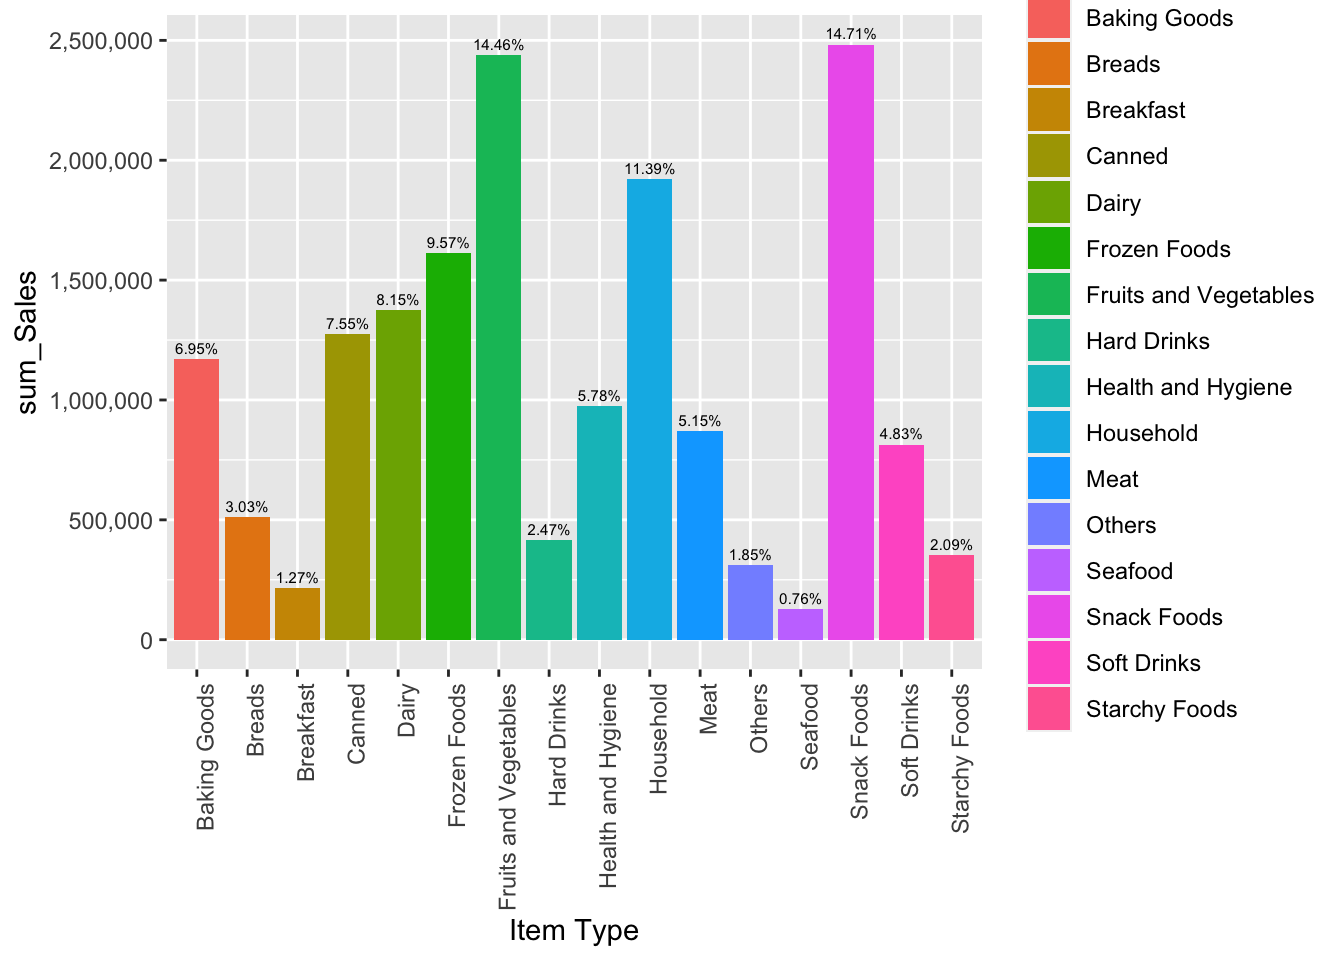 sum_Sales
2,500,000
2,000,000
1,500,000
1,000,000
500,000
0
6.95%
3.03%
1.27%
7.55%
8.15%
9.57%
14.46%
2.47%
5.78%
11.39%
5.15%
1.85%
0.76%
14.71%
4.83%
2.09%
Baking Goods
Breads
Breakfast
Canned
Dairy
Frozen Foods
Fruits and Vegetables
Hard Drinks
Health and Hygiene
Household
Meat
Others
Seafood
Snack Foods
Soft Drinks
Starchy Foods
Item Type
Baking Goods
Breads
Breakfast
Canned
Dairy
Frozen Foods
Fruits and Vegetables
Hard Drinks
Health and Hygiene
Household
Meat
Others
Seafood
Snack Foods
Soft Drinks
Starchy Foods